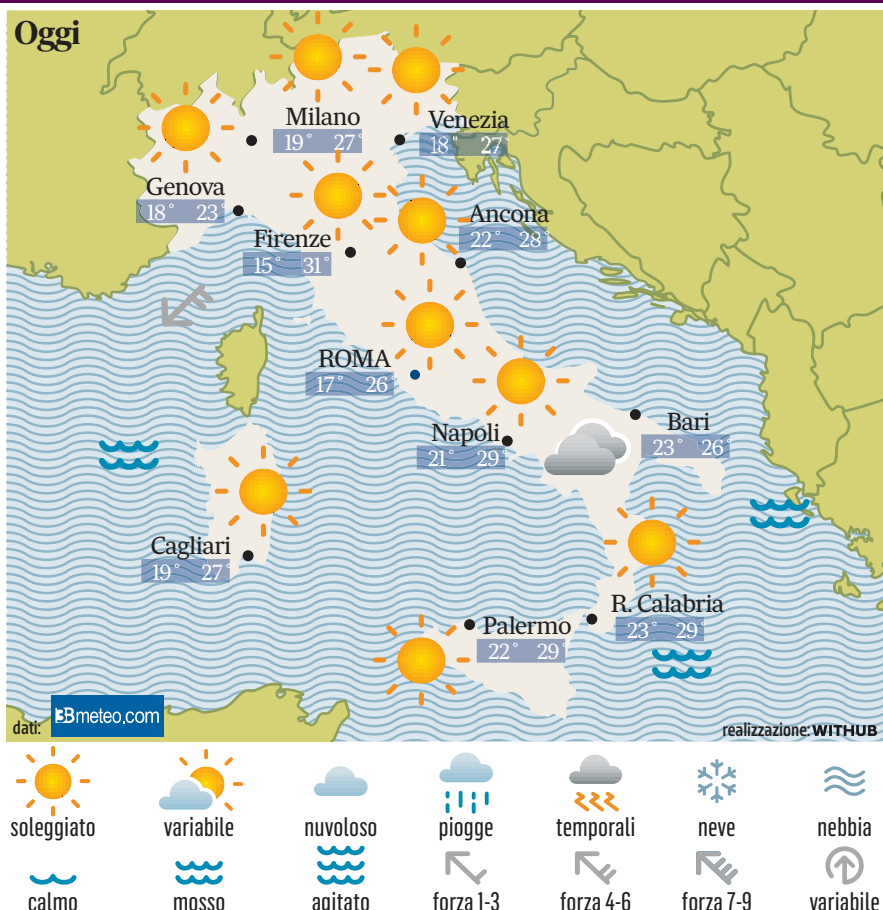 Oggi
Milano
19° 27°
Venezia
18° 27°
Genova
18° 23°
Firenze
15° 31°
Ancona
22° 28°
ROMA
17° 26°
Napoli
21° 29°
Bari
23° 26°
Cagliari
19° 27°
R. Calabria
23° 29°
Palermo
22° 29°
dati: 3Bmeteo.com
realizzazione: WITHUB
soleggiato variabile nuvoloso piogge temporali neve nebbia
calmo mosso agitato forza 1-3 forza 4-6 forza 7-9 variabile